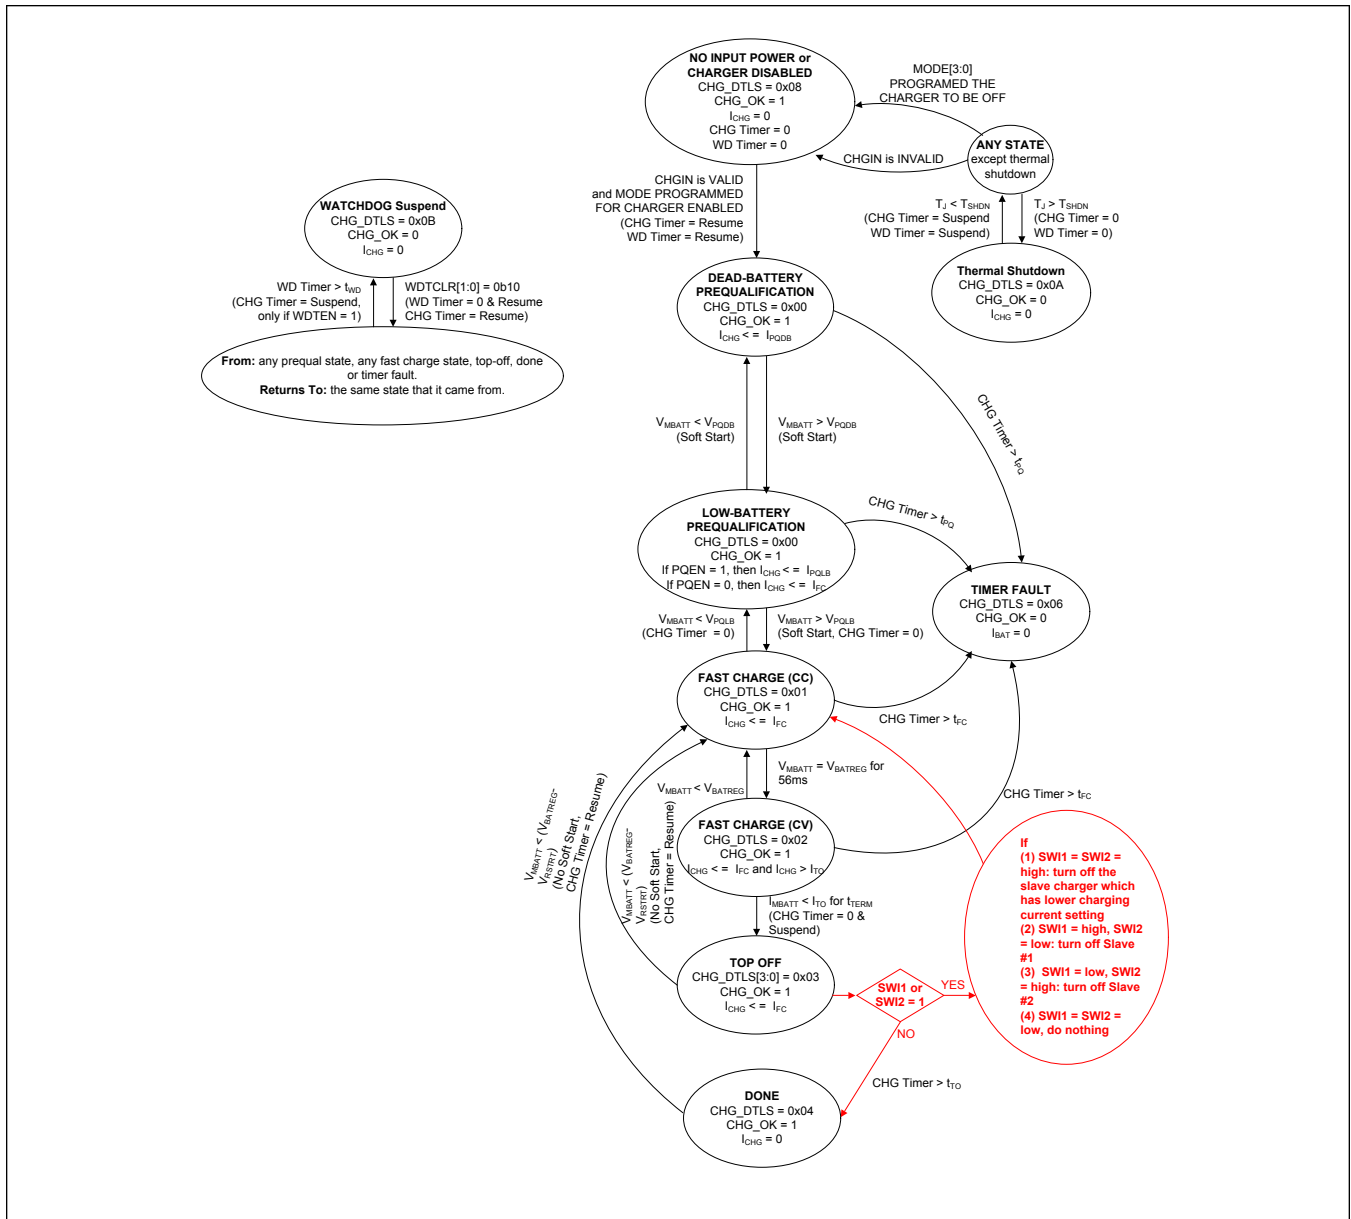 NO INPUT POWER or
CHARGER DISABLED
CHG_DTLS = 0x08
CHG_OK = 1
ICHG = 0
CHG Timer = 0
WD Timer = 0
MODE[3:0]
PROGRAMED THE
CHARGER TO BE OFF
ANY STATE
except thermal
shutdown
CHGIN is INVALID
CHGIN is VALID
and MODE PROGRAMMED
FOR CHARGER ENABLED
(CHG Timer = Resume
WD Timer = Resume)
TJ < TSHDN
(CHG Timer = Suspend
WD Timer = Suspend)
TJ > TSHDN
(CHG Timer = 0
WD Timer = 0)
Thermal Shutdown
CHG_DTLS = 0x0A
CHG_OK = 0
ICHG = 0
WATCHDOG Suspend
CHG_DTLS = 0x0B
CHG_OK = 0
ICHG = 0
WD Timer > tWD
(CHG Timer = Suspend,
only if WDTEN = 1)
WDTCLR[1:0] = 0b10
(WD Timer = 0 & Resume
CHG Timer = Resume)
From: any prequal state, any fast charge state, top-off, done
or timer fault.
Returns To: the same state that it came from.
DEAD-BATTERY
PREQUALIFICATION
CHG_DTLS = 0x00
CHG_OK = 1
ICHG < = IPQDB
VMBATT < VPQDB
(Soft Start)
VMBATT > VPQDB
(Soft Start)
CHG Timer > tPQ
LOW-BATTERY
PREQUALIFICATION
CHG_DTLS = 0x00
CHG_OK = 1
If PQEN = 1, then ICHG < = IPQLB
If PQEN = 0, then ICHG < = IFC
CHG Timer > tPQ
TIMER FAULT
CHG_DTLS = 0x06
CHG_OK = 0
IBAT = 0
VMBATT < VPQLB
(CHG Timer = 0)
VMBATT > VPQLB
(Soft Start, CHG Timer = 0)
FAST CHARGE (CC)
CHG_DTLS = 0x01
CHG_OK = 1
ICHG < = IFC
CHG Timer > tFC
VMBATT < VBATREG
VMBATT = VBATREG for
56ms
FAST CHARGE (CV)
CHG_DTLS = 0x02
CHG_OK = 1
ICHG < = IFC and ICHG > ITO
CHG Timer > tFC
VMBATT < (VBATREG-
VRSTRT)
(No Soft Start,
CHG Timer = Resume)
VMBATT < (VBATREG-
VRSTRT)
(No Soft Start,
CHG Timer = Resume)
IMBATT < ITO for tTERM
(CHG Timer = 0 &
Suspend)
TOP OFF
CHG_DTLS[3:0] = 0x03
CHG_OK = 1
ICHG < = IFC
SWI1 or
SWI2 = 1
YES
NO
If
(1) SWI1 = SWI2 =
high: turn off the
slave charger which
has lower charging
current setting
(2) SWI1 = high, SWI2
= low: turn off Slave
#1
(3) SWI1 = low, SWI2
= high: turn off Slave
#2
(4) SWI1 = SWI2 =
low, do nothing
CHG Timer > tTO
DONE
CHG_DTLS = 0x04
CHG_OK = 1
ICHG = 0